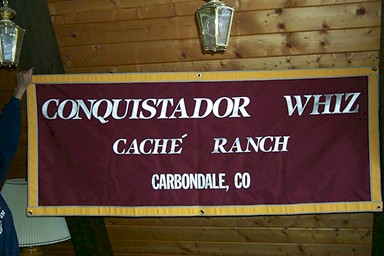 CONQUISTADOR WHIZ
CACHÉ RANCH
CARBONDALE, CO